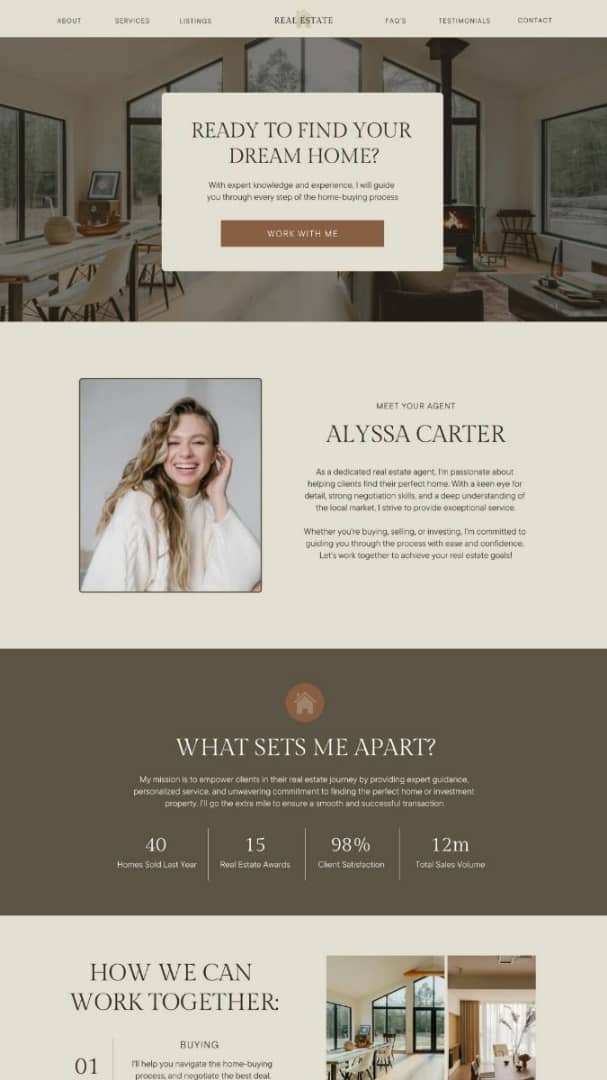 ABOUT
SERVICES
LISTINGS
REAL ESTATE
FAQ'S
TESTIMONIALS
CONTACT
READY TO FIND YOUR
DREAM HOME?
With expert knowledge and experience, I will guide
you through every step of the home-buying process
WORK WITH ME
MEET YOUR AGENT
ALYSSA CARTER
As a dedicated real estate agent, I'm passionate about
helping clients find their perfect home. With a keen eye for
detail, strong negotiation skills, and a deep understanding of
the local market, I strive to provide exceptional service.
Whether you're buying, selling, or investing, I'm committed to
guiding you through the process with ease and confidence.
Let's work together to achieve your real estate goals!
WHAT SETS ME APART?
My mission is to empower clients in their real estate journey by providing expert guidance,
personalized service, and unwavering commitment to finding the perfect home or investment
property. I'll go the extra mile to ensure a smooth and successful transaction.
40
Homes Sold Last Year
15
Real Estate Awards
98%
Client Satisfaction
12m
Total Sales Volume
HOW WE CAN
WORK TOGETHER:
01
BUYING
I'll help you navigate the home-buying
process, and negotiate the best deal.